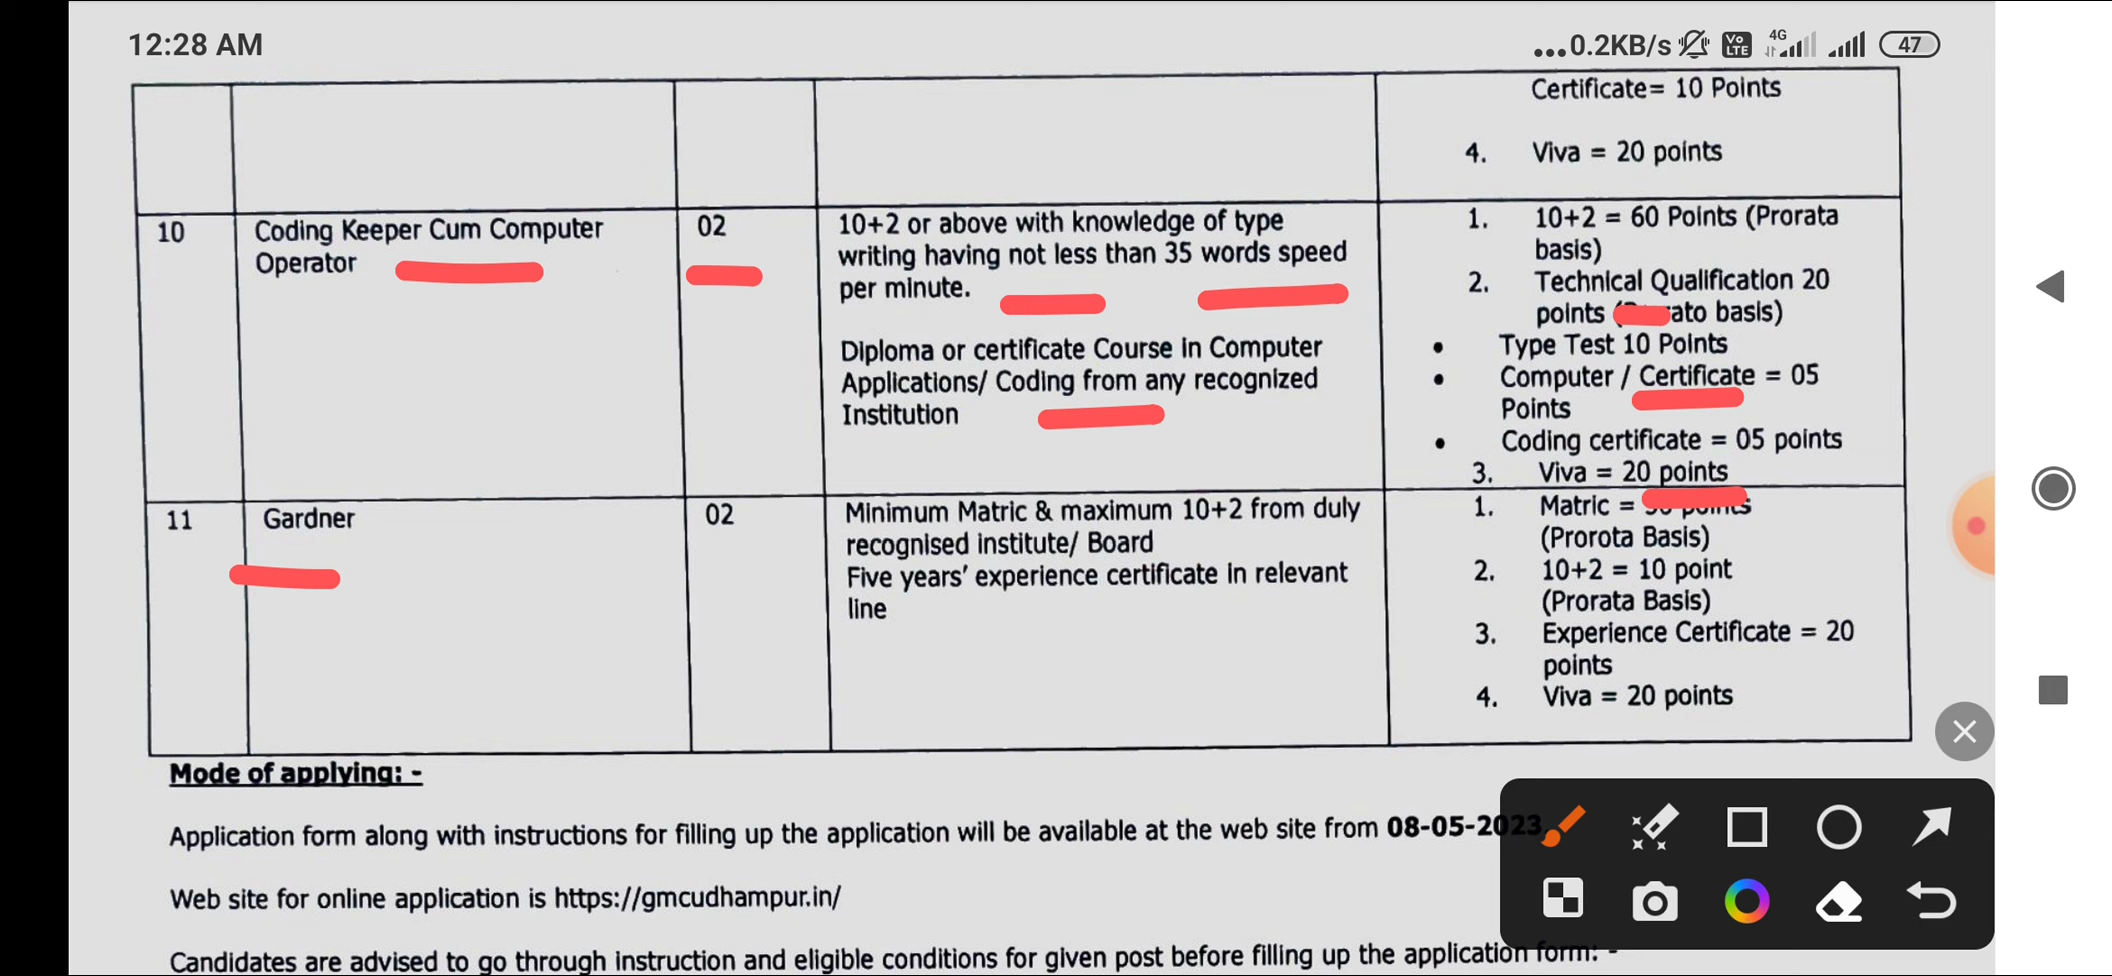 12:28 AM
...0.2KB/s
Vo
LTE
4G
47
Certificate= 10 Points
4. Viva = 20 points
10
Coding Keeper Cum Computer
Operator
02
10+2 or above with knowledge of type
writing having not less than 35 words speed
per minute.
Diploma or certificate Course in Computer
Applications/ Coding from any recognized
Institution
1. 10+2 = 60 Points (Prorata
basis)
2. Technical Qualification 20
points ato basis)
• Type Test 10 Points
• Computer / Certificate = 05
Points
• Coding certificate = 05 points
3. Viva = 20 points
11
Gardner
02
Minimum Matric & maximum 10+2 from duly
recognised institute/ Board
Five years' experience certificate in relevant
line
1. Matric = points
(Prorota Basis)
2. 10+2 = 10 point
(Prorata Basis)
3. Experience Certificate = 20
points
4. Viva = 20 points
Mode of applying: -
Application form along with instructions for filling up the application will be available at the web site from 08-05-2023.
Web site for online application is https://gmcudhampur.in/
Candidates are advised to go through instruction and eligible conditions for given post before filling up the application form: -